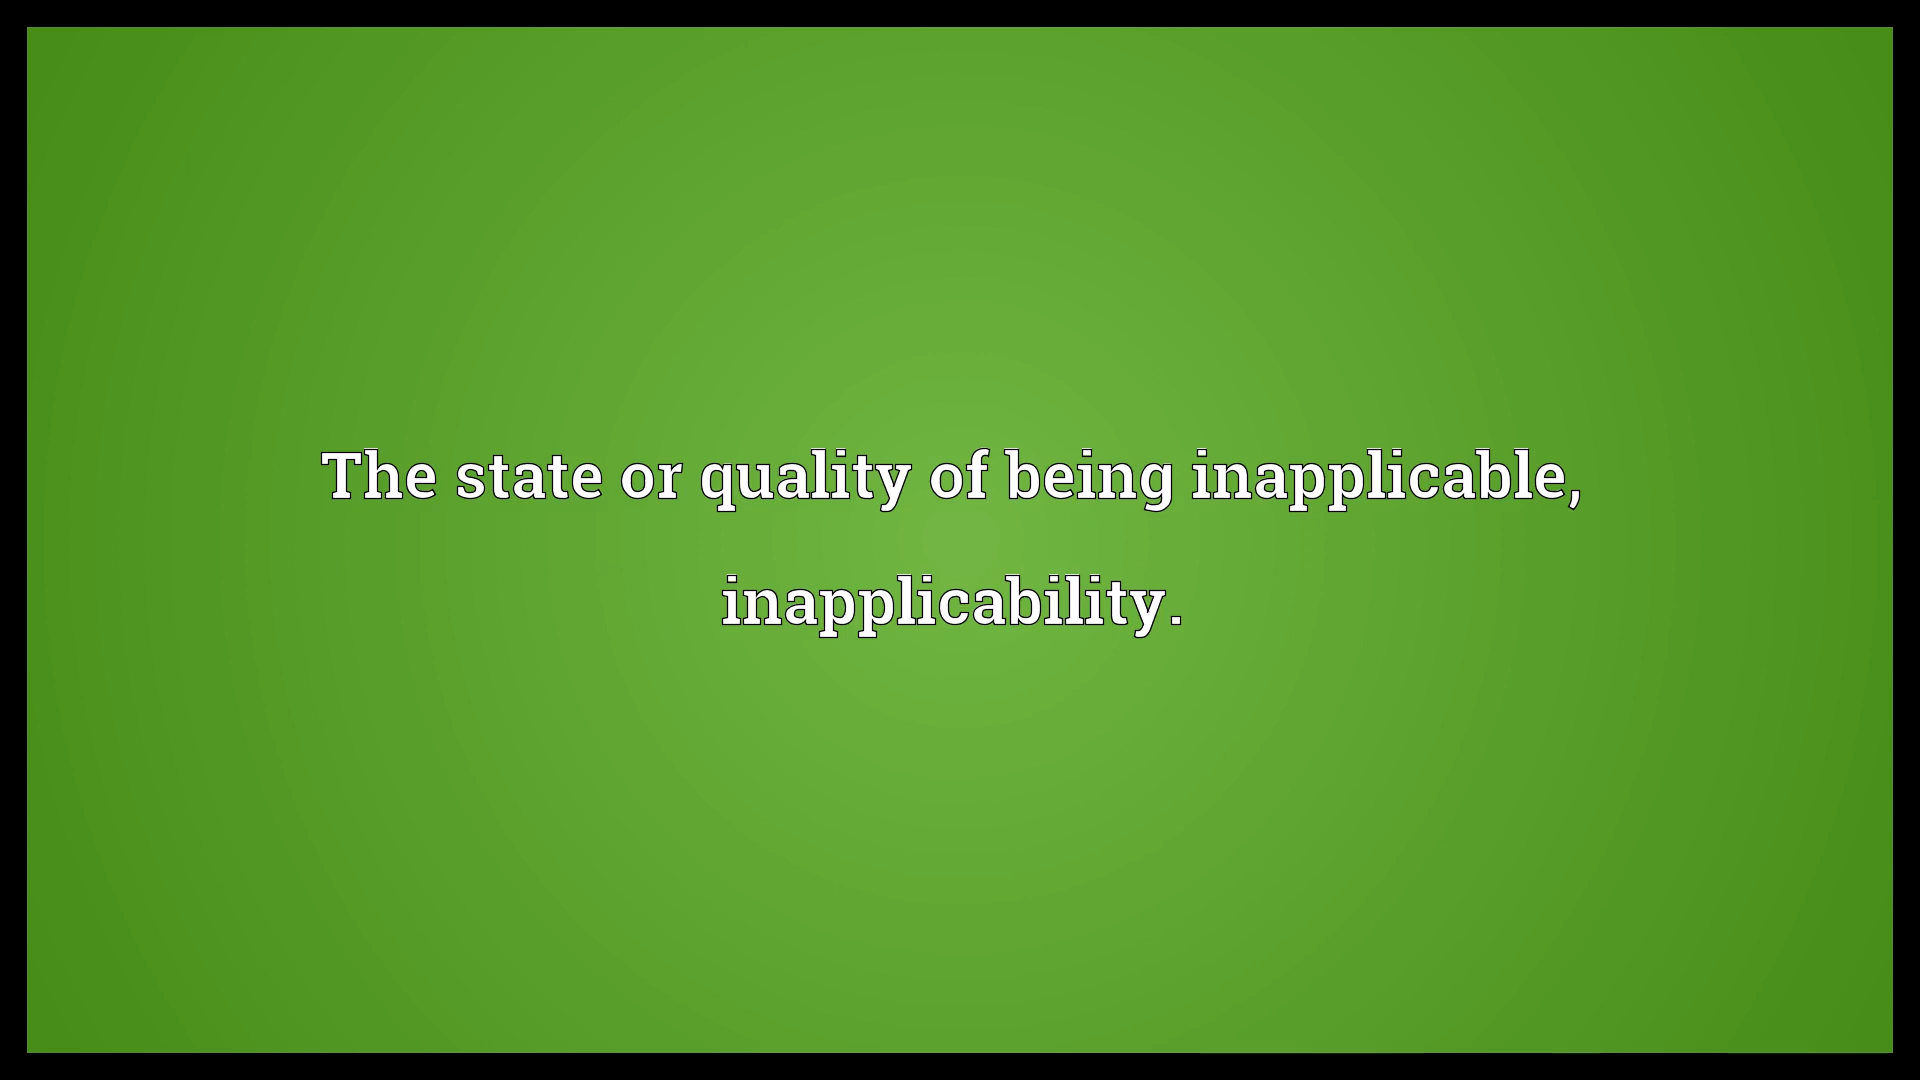 The state or quality of being inapplicable,
inapplicability.